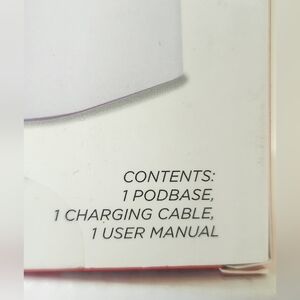 CONTENTS:
1 PODBASE,
1 CHARGING CABLE,
1 USER MANUAL